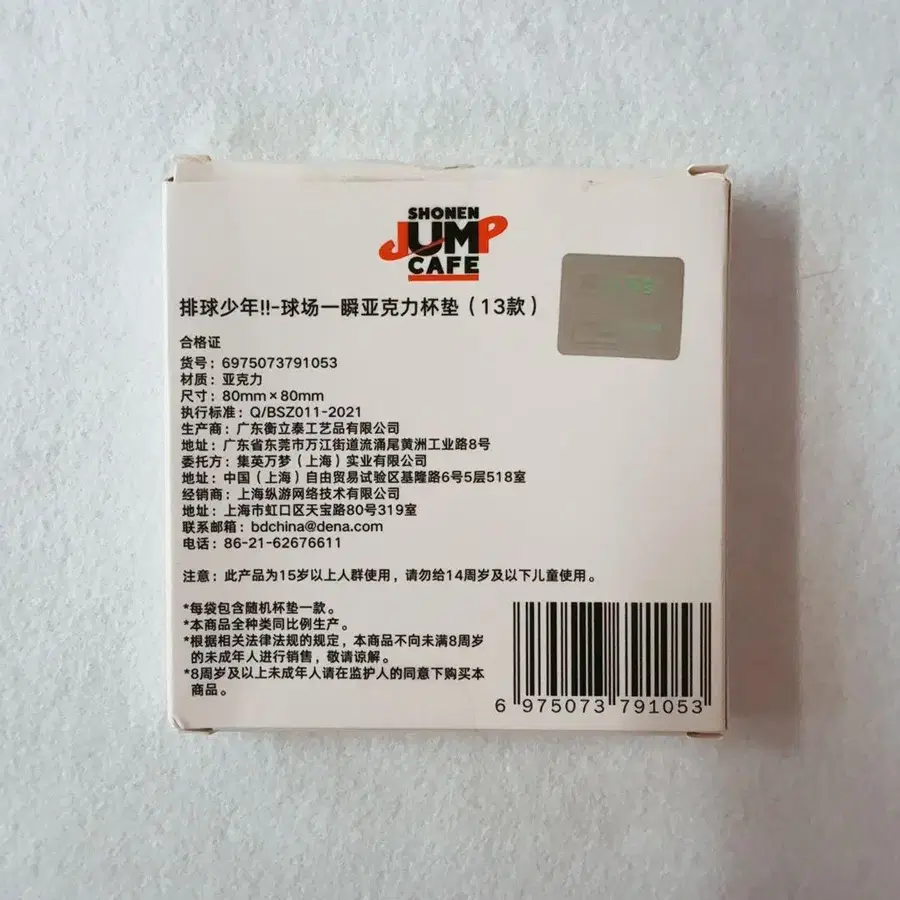 SHONEN
JUMP
CAFE
排球少年!!-球场一瞬亚克力杯垫（13款）
合格证
货号：6975073791053
材质：亚克力
尺寸：80mm×80mm
执行标准：Q/BSZ011-2021
生产商：广东衡立泰工艺品有限公司
地址：广东省东莞市万江街道流涌尾黄洲工业路8号
委托方：集英万梦（上海）实业有限公司
地址：中国（上海）自由贸易试验区基隆路6号5层518室
经销商：上海纵游网络技术有限公司
地址：上海市虹口区天宝路80号319室
联系邮箱：bdchina@dena.com
电话：86-21-62676611
注意：此产品为15岁以上人群使用，请勿给14周岁及以下儿童使用。
*每袋包含随机杯垫一款。
*本商品全种类同比例生产。
*根据相关法律法规的规定，本商品不向未满8周岁
的未成年人进行销售，敬请谅解。
*8周岁及以上未成年人请在监护人的同意下购买本
商品。
6 975073 791053